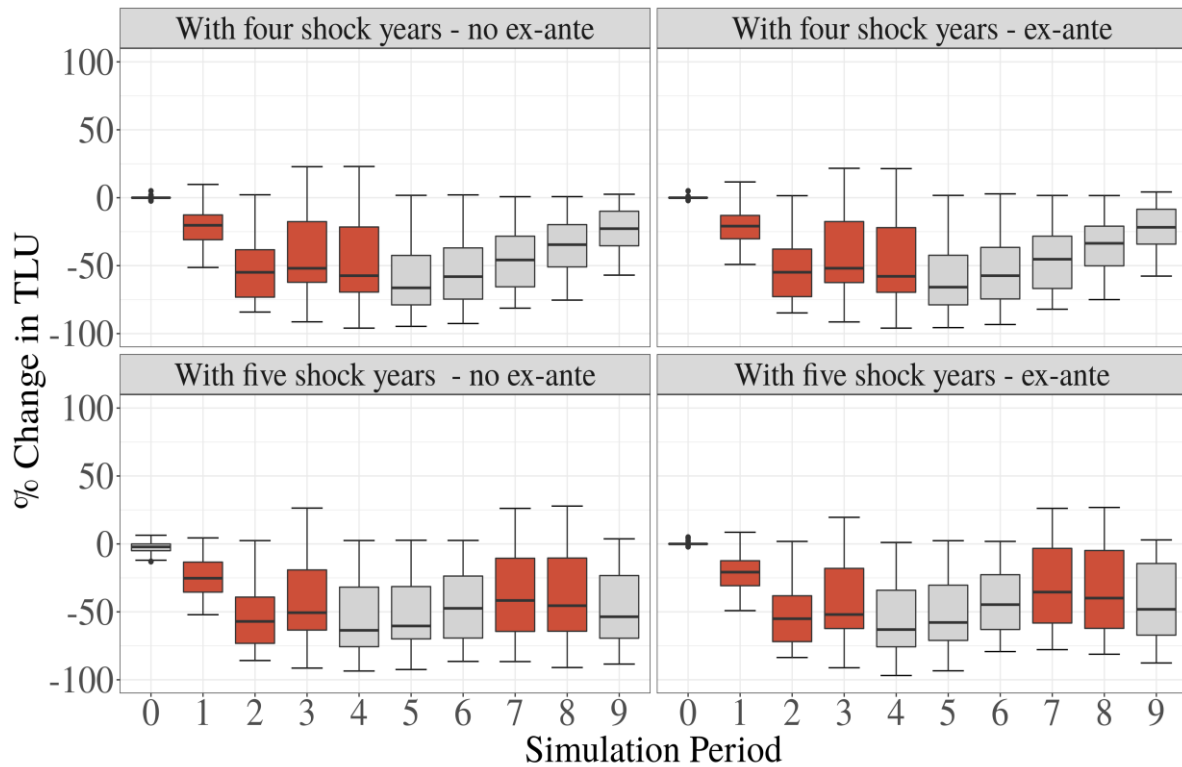 With four shock years - no ex-ante
With four shock years - ex-ante
100
50
0
-50
-100
With five shock years - no ex-ante
With five shock years - ex-ante
100
50
0
-50
-100
% Change in TLU
0 1 2 3 4 5 6 7 8 9
0 1 2 3 4 5 6 7 8 9
Simulation Period